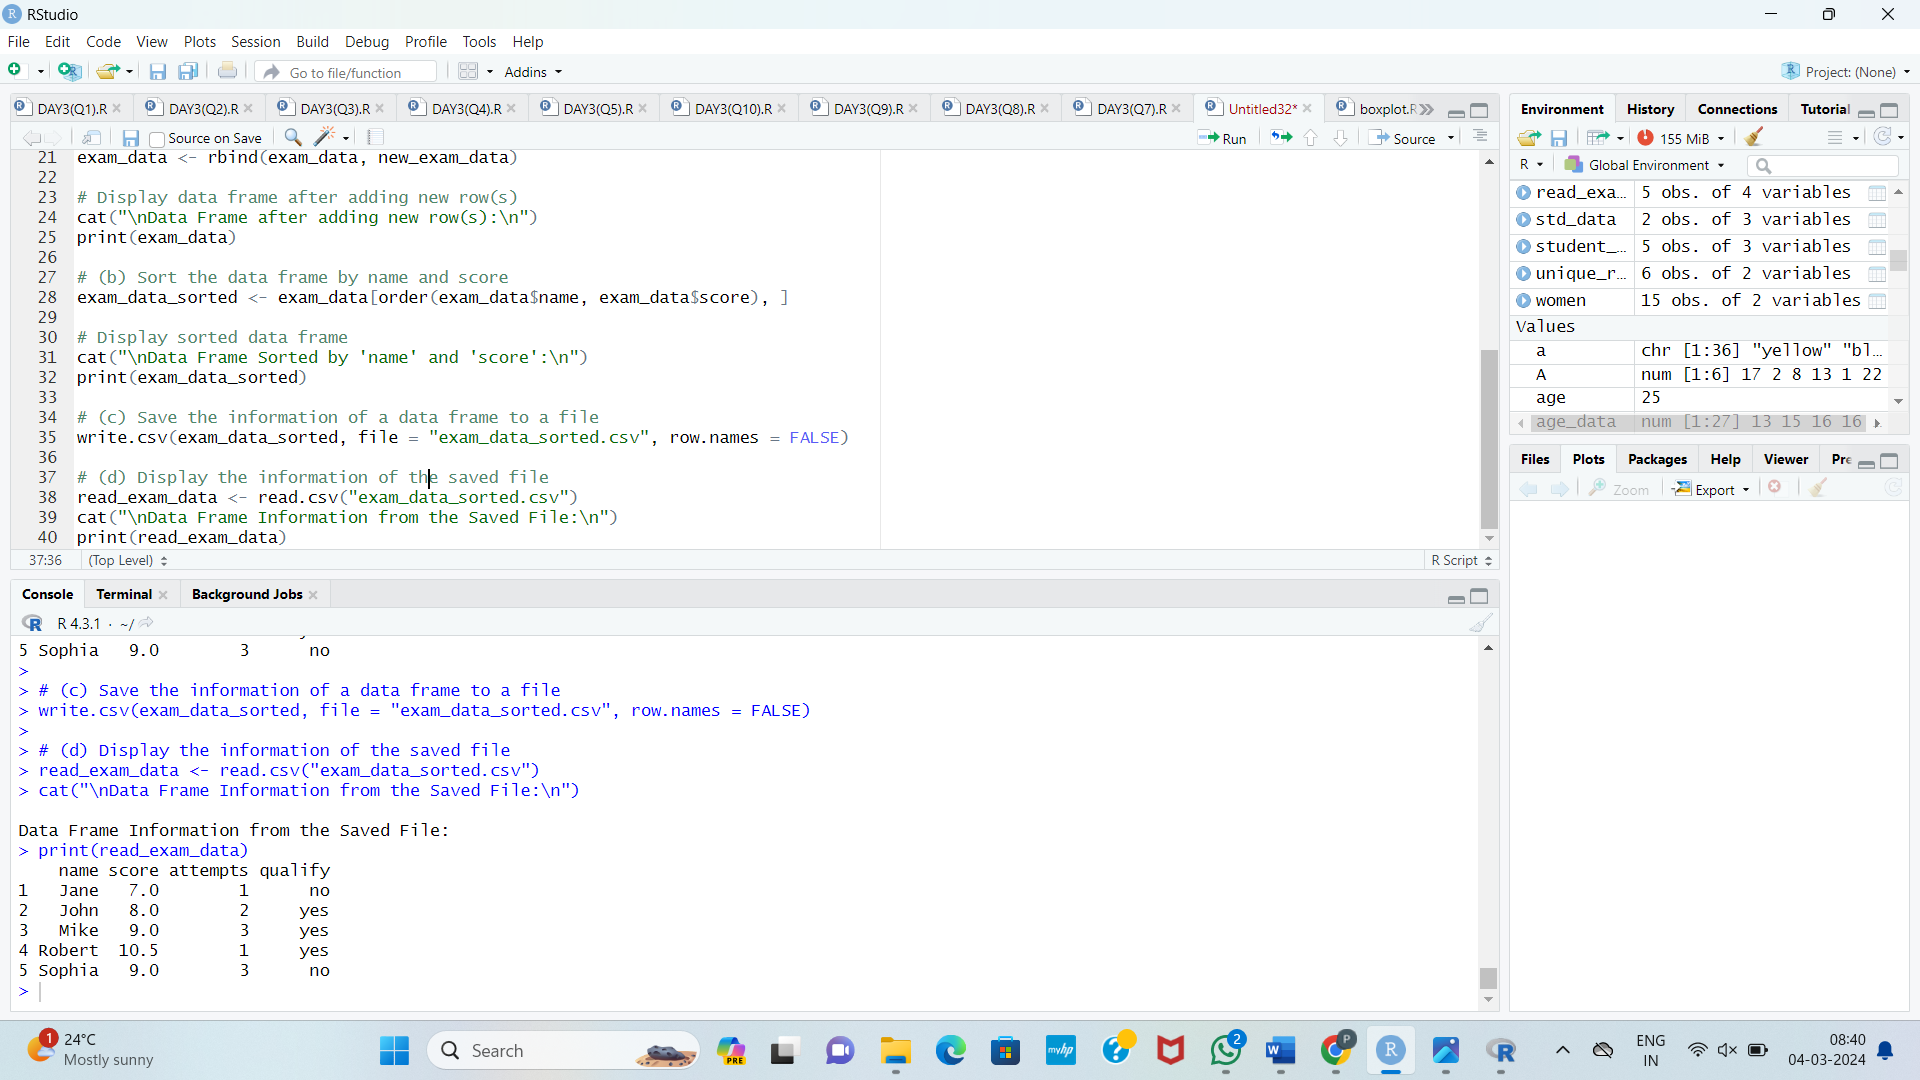 RStudio
File Edit Code View Plots Session Build Debug Profile Tools Help
Go to file/function Addins Project: (None)
DAY3(Q1).R DAY3(Q2).R DAY3(Q3).R DAY3(Q4).R DAY3(Q5).R DAY3(Q10).R DAY3(Q9).R DAY3(Q8).R DAY3(Q7).R Untitled32* boxplot.R
Source on Save Run Source
21 exam_data <- rbind(exam_data, new_exam_data)
22
23 # Display data frame after adding new row(s)
24 cat("\nData Frame after adding new row(s):\n")
25 print(exam_data)
26
27 # (b) Sort the data frame by name and score
28 exam_data_sorted <- exam_data[order(exam_data$name, exam_data$score), ]
29
30 # Display sorted data frame
31 cat("\nData Frame Sorted by 'name' and 'score':\n")
32 print(exam_data_sorted)
33
34 # (c) Save the information of a data frame to a file
35 write.csv(exam_data_sorted, file = "exam_data_sorted.csv", row.names = FALSE)
36
37 # (d) Display the information of the saved file
38 read_exam_data <- read.csv("exam_data_sorted.csv")
39 cat("\nData Frame Information from the Saved File:\n")
40 print(read_exam_data)
37:36 (Top Level) R Script
Console Terminal Background Jobs
R 4.3.1 · ~/
5 Sophia 9.0 3 no
>
> # (c) Save the information of a data frame to a file
> write.csv(exam_data_sorted, file = "exam_data_sorted.csv", row.names = FALSE)
>
> # (d) Display the information of the saved file
> read_exam_data <- read.csv("exam_data_sorted.csv")
> cat("\nData Frame Information from the Saved File:\n")
Data Frame Information from the Saved File:
> print(read_exam_data)
name score attempts qualify
1 Jane 7.0 1 no
2 John 8.0 2 yes
3 Mike 9.0 3 yes
4 Robert 10.5 1 yes
5 Sophia 9.0 3 no
>
Environment History Connections Tutorial
155 MiB
R Global Environment
read_exa... 5 obs. of 4 variables
std_data 2 obs. of 3 variables
student_... 5 obs. of 3 variables
unique_r... 6 obs. of 2 variables
women 15 obs. of 2 variables
Values
a chr [1:36] "yellow" "bl...
A num [1:6] 17 2 8 13 1 22
age 25
age_data num [1:27] 13 15 16 16
Files Plots Packages Help Viewer Pre
Zoom Export
1 24°C
Mostly sunny
Search
PRE
myhp
2
P
ENG
IN
08:40
04-03-2024